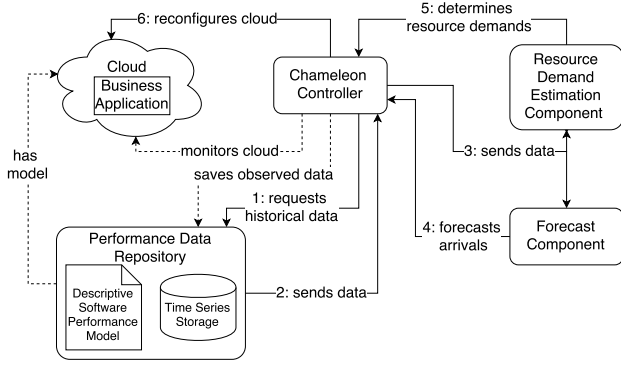 6: reconfigures cloud
5: determines
resource demands
Cloud
Business
Application
Chameleon
Controller
Resource
Demand
Estimation
Component
has
model
monitors cloud
saves observed data
3: sends data
1: requests
historical data
4: forecasts
arrivals
Forecast
Component
Performance Data
Repository
Descriptive
Software
Performance
Model
Time Series
Storage
2: sends data